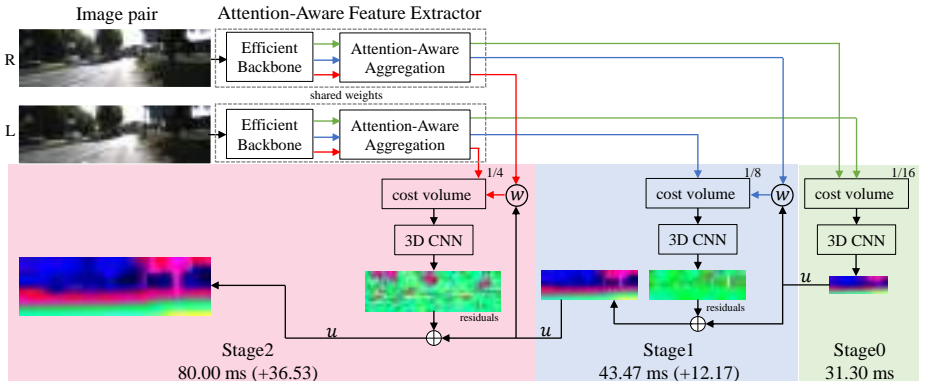 Image pair
Attention-Aware Feature Extractor
R
Efficient
Backbone
Attention-Aware
Aggregation
shared weights
L
Efficient
Backbone
Attention-Aware
Aggregation
1/4
1/8
1/16
cost volume
w
cost volume
w
cost volume
3D CNN
3D CNN
3D CNN
u
residuals
residuals
u
u
Stage2
Stage1
Stage0
80.00 ms (+36.53)
43.47 ms (+12.17)
31.30 ms